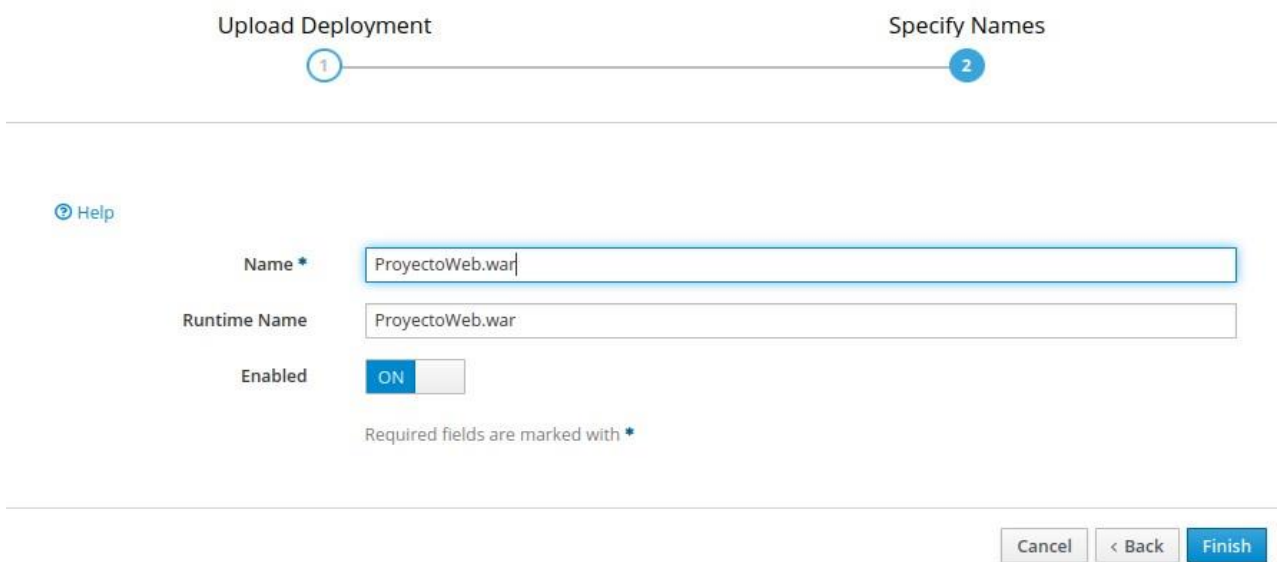 Upload Deployment Specify Names
1 2
Help
Name * ProyectoWeb.war
Runtime Name ProyectoWeb.war
Enabled ON
Required fields are marked with *
Cancel < Back Finish